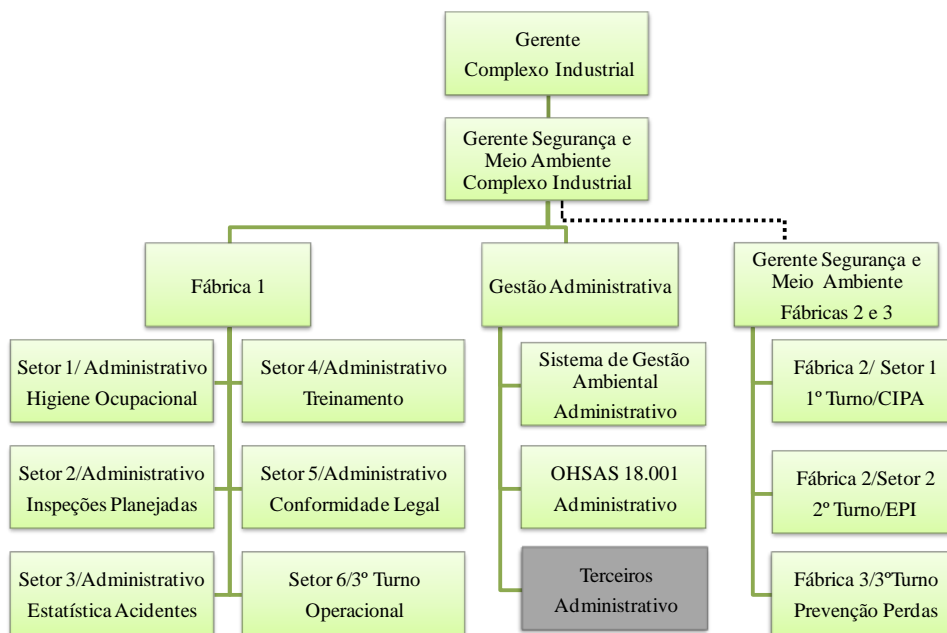 Gerente
Complexo Industrial
Gerente Segurança e
Meio Ambiente
Complexo Industrial
Fábrica 1
Gestão Administrativa
Gerente Segurança e
Meio Ambiente
Fábricas 2 e 3
Setor 1/ Administrativo
Higiene Ocupacional
Setor 4/Administrativo
Treinamento
Sistema de Gestão
Ambiental
Administrativo
Fábrica 2/ Setor 1
1º Turno/CIPA
Setor 2/Administrativo
Inspeções Planejadas
Setor 5/Administrativo
Conformidade Legal
OHSAS 18.001
Administrativo
Fábrica 2/Setor 2
2º Turno/EPI
Setor 3/Administrativo
Estatística Acidentes
Setor 6/3º Turno
Operacional
Terceiros
Administrativo
Fábrica 3/3ºTurno
Prevenção Perdas